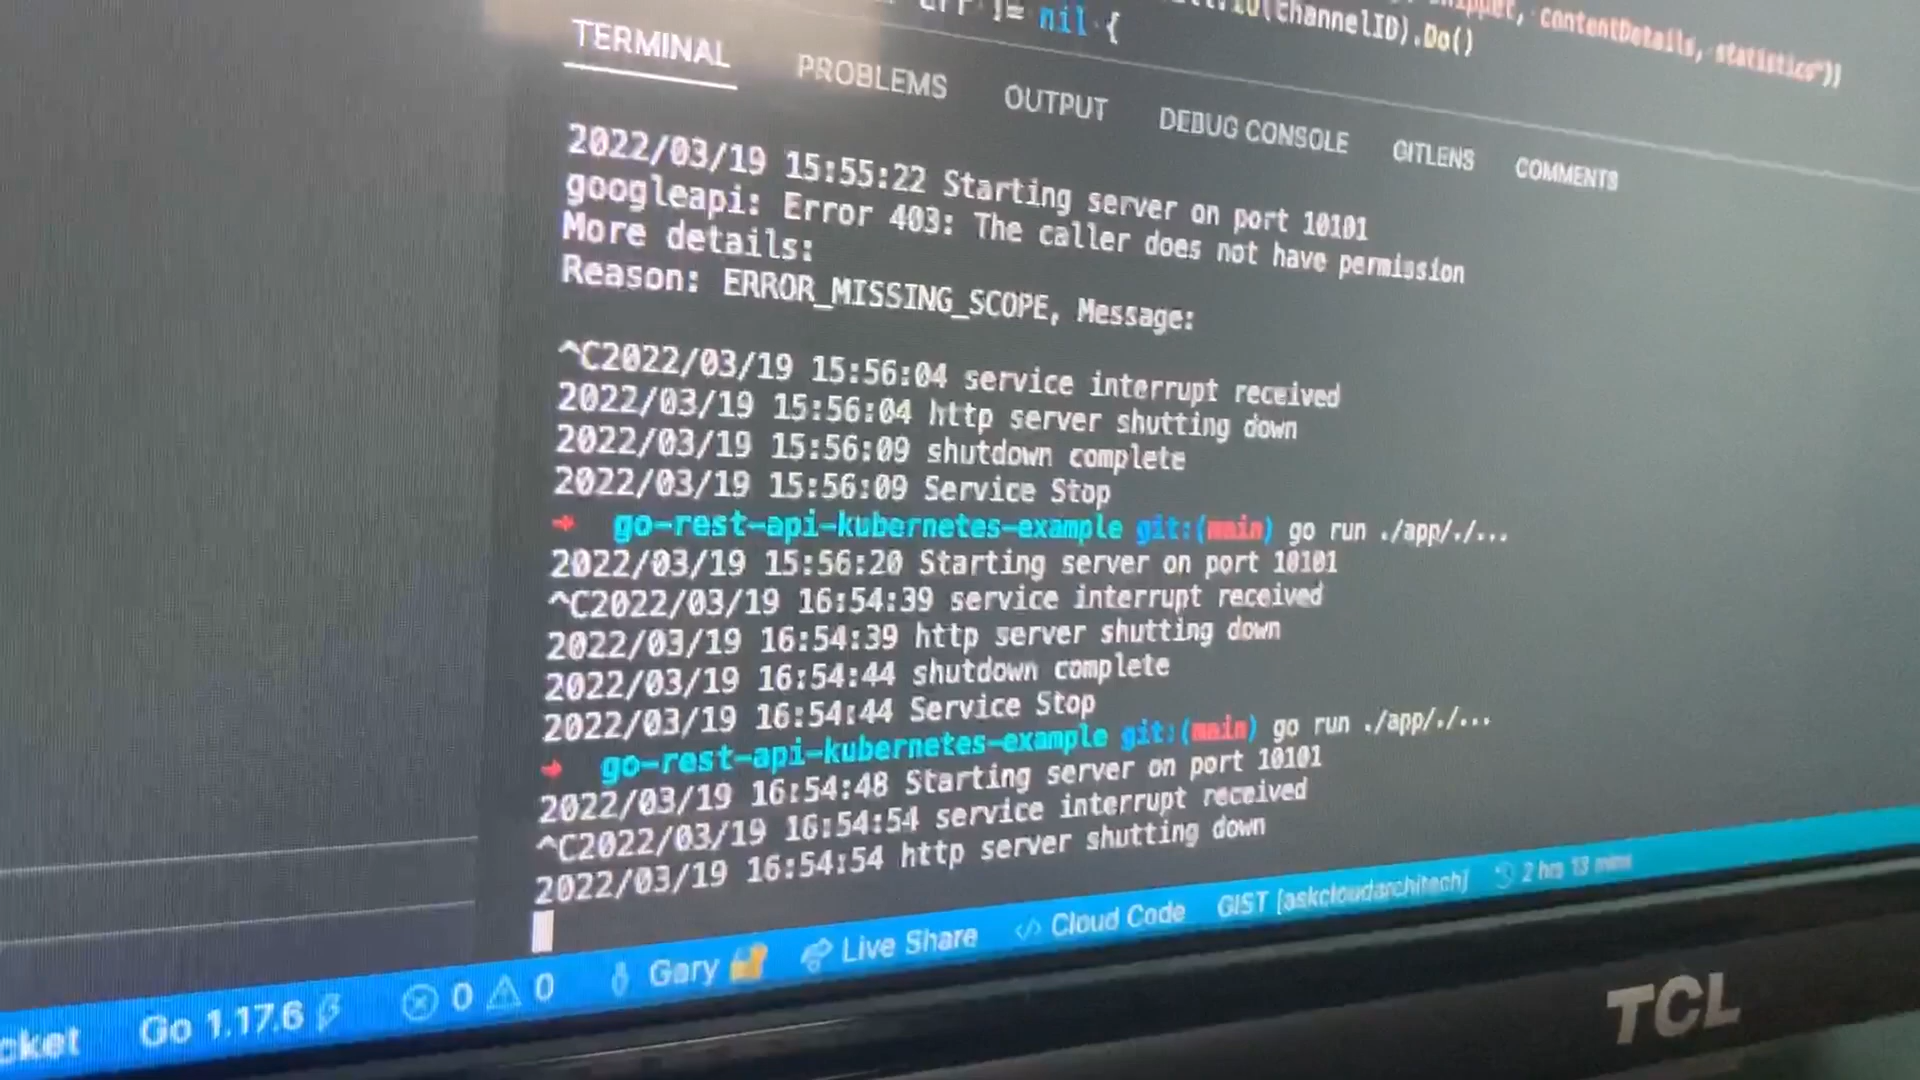 != nil {
(channelID).Do()
contentDetails, statistics"))
TERMINAL PROBLEMS OUTPUT DEBUG CONSOLE GITLENS COMMENTS
2022/03/19 15:55:22 Starting server on port 10101
googleapi: Error 403: The caller does not have permission
More details:
Reason: ERROR_MISSING_SCOPE, Message:
^C2022/03/19 15:56:04 service interrupt received
2022/03/19 15:56:04 http server shutting down
2022/03/19 15:56:09 shutdown complete
2022/03/19 15:56:09 Service Stop
→ go-rest-api-kubernetes-example git:(main) go run ./app/./...
2022/03/19 15:56:20 Starting server on port 10101
^C2022/03/19 16:54:39 service interrupt received
2022/03/19 16:54:39 http server shutting down
2022/03/19 16:54:44 shutdown complete
2022/03/19 16:54:44 Service Stop
→ go-rest-api-kubernetes-example git:(main) go run ./app/./...
2022/03/19 16:54:48 Starting server on port 10101
^C2022/03/19 16:54:54 service interrupt received
2022/03/19 16:54:54 http server shutting down
cket Go 1.17.6 0 0 Gary Live Share Cloud Code GIST [askcloudarchitech] 2 hrs 13 mins
TCL